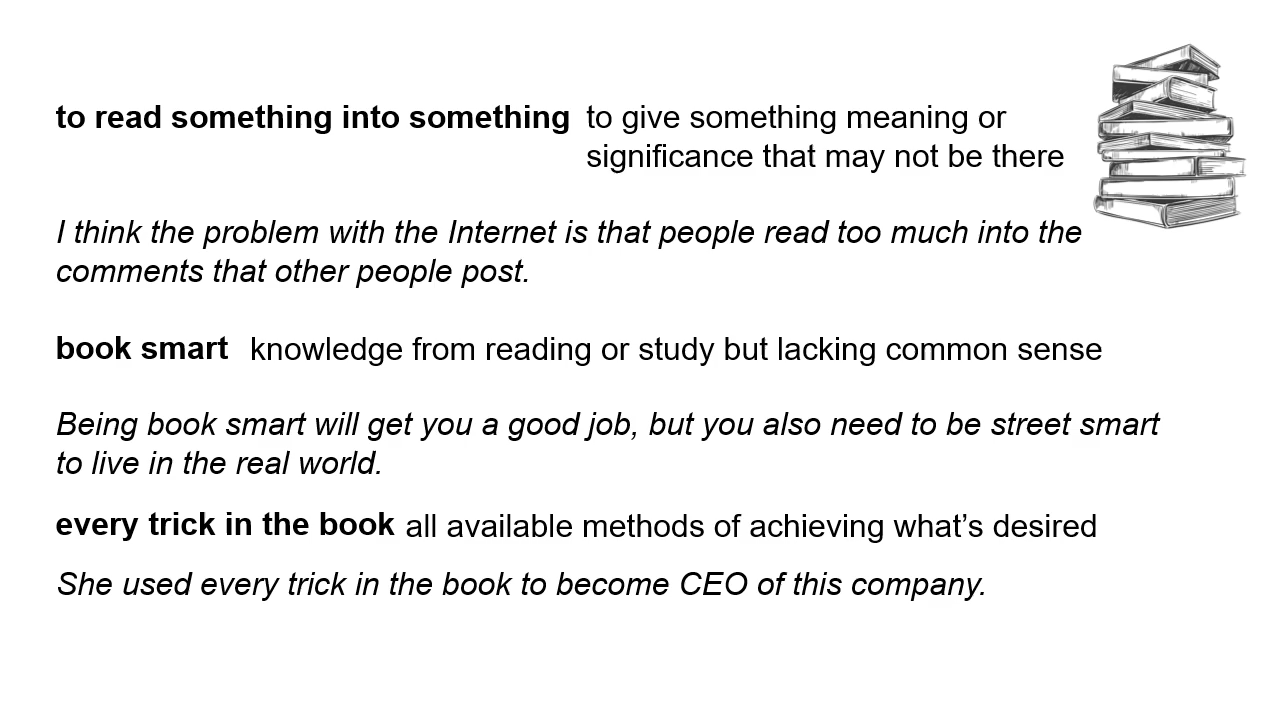 to read something into something to give something meaning or
significance that may not be there
I think the problem with the Internet is that people read too much into the
comments that other people post.
book smart knowledge from reading or study but lacking common sense
Being book smart will get you a good job, but you also need to be street smart
to live in the real world.
every trick in the book all available methods of achieving what’s desired
She used every trick in the book to become CEO of this company.